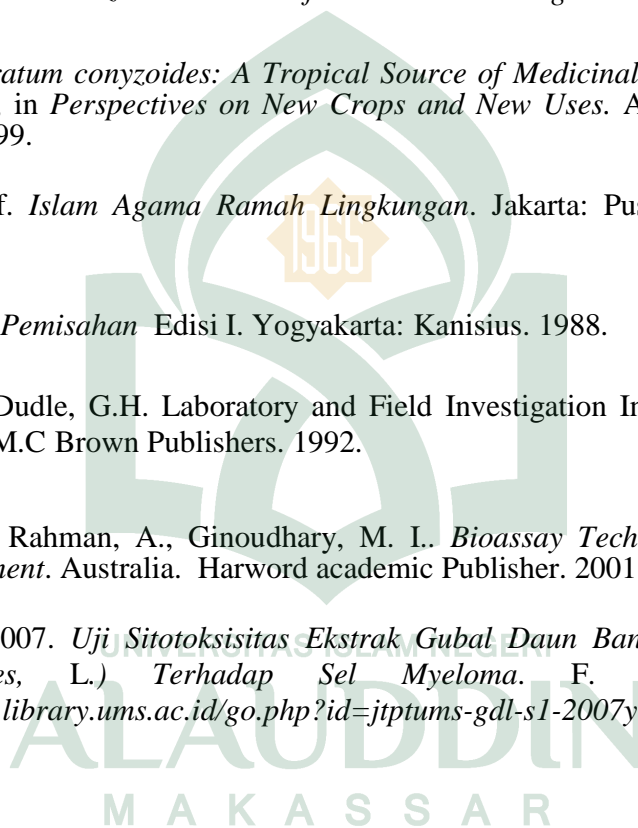 ratum conyzoides: A Tropical Source of Medicinal
in Perspectives on New Crops and New Uses. A
99.
f. Islam Agama Ramah Lingkungan. Jakarta: Pus
1965
Pemisahan Edisi I. Yogyakarta: Kanisius. 1988.
Dudle, G.H. Laboratory and Field Investigation In
M.C Brown Publishers. 1992.
Rahman, A., Ginoudhary, M. I.. Bioassay Tech
nent. Australia. Harword academic Publisher. 2001
007. Uji Sitotoksisitas Ekstrak Gubal Daun Ban
UNIVERSITAS ISLAM NEGERI
es, L.) Terhadap Sel Myeloma. F.
library.ums.ac.id/go.php?id=jtptums-gdl-s1-2007y
ALAUDDIN
MAKASSAR